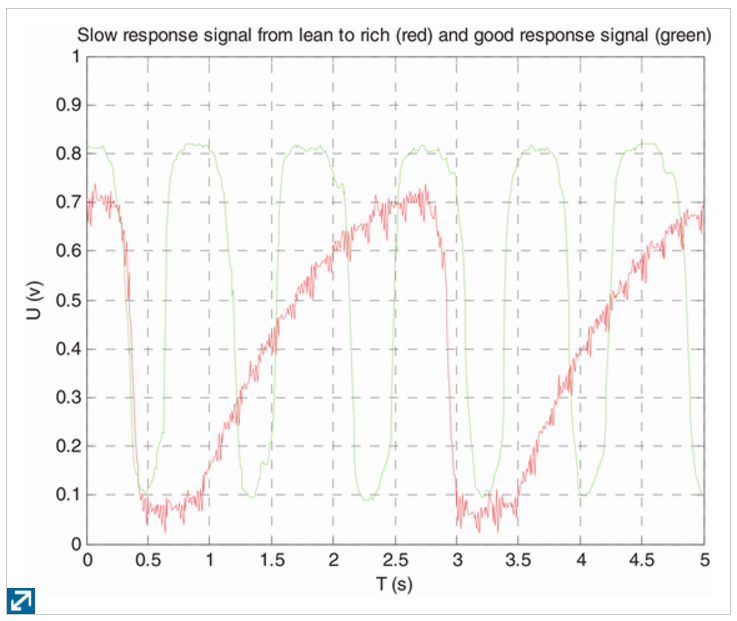 Slow response signal from lean to rich (red) and good response signal (green)
1
0.9
0.8
0.7
0.6
0.5
0.4
0.3
0.2
0.1
0
U (v)
0 0.5 1 1.5 2 2.5 3 3.5 4 4.5 5
T (s)